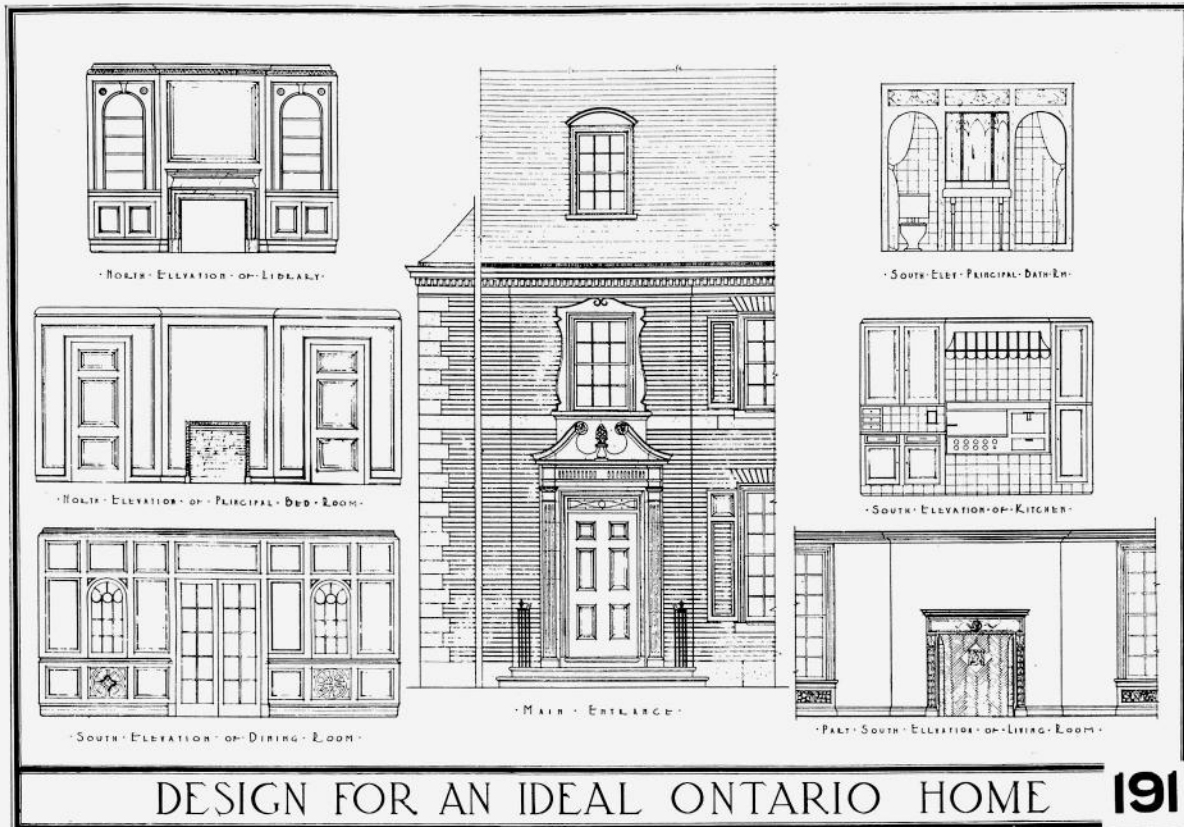 · NORTH · ELEVATION · OF · LIBRARY ·
· NORTH · ELEVATION · OF · PRINCIPAL · BED · ROOM ·
· SOUTH · ELEVATION · OF · DINING · ROOM ·
· MAIN · ENTRANCE ·
· SOUTH · ELEV · PRINCIPAL · BATH · RM ·
· SOUTH · ELEVATION · OF · KITCHEN ·
· PART · SOUTH · ELEVATION · OF · LIVING · ROOM ·
DESIGN FOR AN IDEAL ONTARIO HOME
191